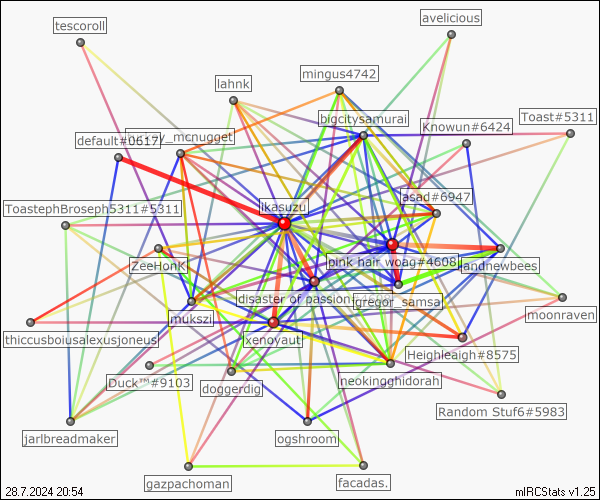 tescoroll
avelicious
lahnk
mingus4742
Toast#5311
bigcitysamurai
Knowun#6424
default#0617
y_mcnugget
asad#6947
ikasuzu
ToastephBroseph5311#5311
ZeeHonK
pink hair woag#4608
andnewbees
disaster of passion
gregor_samsa
mukszi
moonraven
thiccusboiusalexusjoneus
xenoyaut
Heighleaigh#8575
Duck™#9103
doggerdig
neokingghidorah
Random Stuf6#5983
jarlbreadmaker
ogshroom
gazpachoman
facadas.
28.7.2024 20:54
mIRCStats v1.25